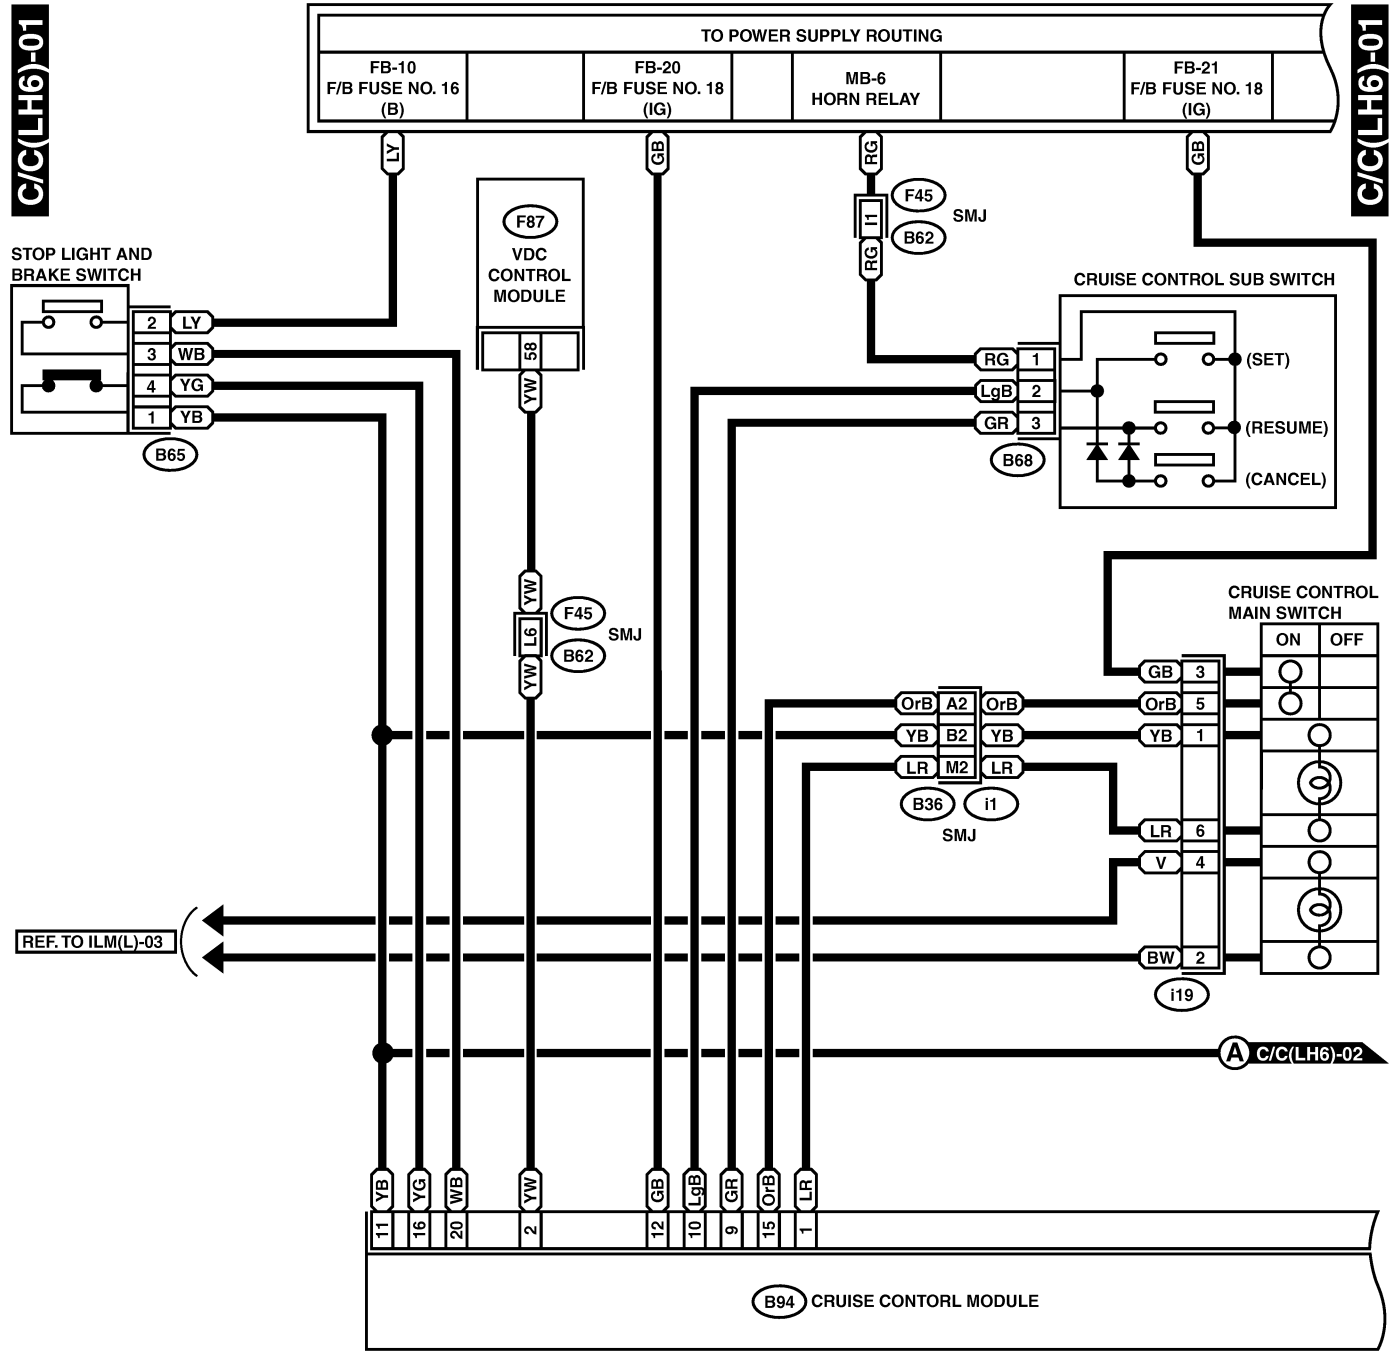 C/C(LH6)-01
C/C(LH6)-01
TO POWER SUPPLY ROUTING
FB-10
F/B FUSE NO. 16
(B)
FB-20
F/B FUSE NO. 18
(IG)
MB-6
HORN RELAY
FB-21
F/B FUSE NO. 18
(IG)
LY
GB
RG
GB
F45
I1
SMJ
B62
RG
F87
VDC
CONTROL
MODULE
58
YW
STOP LIGHT AND
BRAKE SWITCH
2 LY
3 WB
4 YG
1 YB
B65
CRUISE CONTROL SUB SWITCH
RG 1
LgB 2
GR 3
B68
(SET)
(RESUME)
(CANCEL)
YW
F45
L6
SMJ
B62
YW
CRUISE CONTROL
MAIN SWITCH
ON OFF
GB 3
OrB A2 OrB OrB 5
YB B2 YB YB 1
LR M2 LR
B36 i1
SMJ
LR 6
V 4
BW 2
i19
REF. TO ILM(L)-03
A C/C(LH6)-02
YB YG WB YW GB LgB GR OrB LR
11 16 20 2 12 10 9 15 1
B94 CRUISE CONTORL MODULE